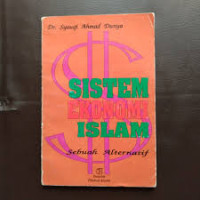 Dr. Syauqi Ahmad Dunya
SISTEM
EKONOMI
ISLAM
Sebuah Alternatif